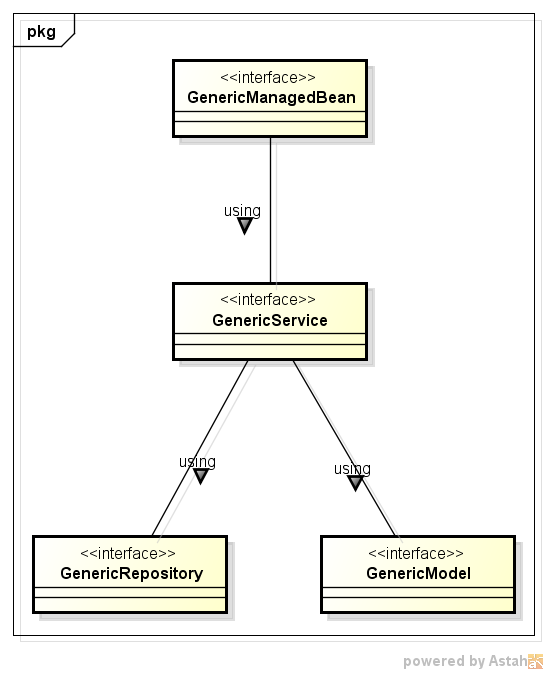 pkg
<<interface>>
GenericManagedBean
using
<<interface>>
GenericService
using
using
<<interface>>
GenericRepository
<<interface>>
GenericModel
powered by Astah